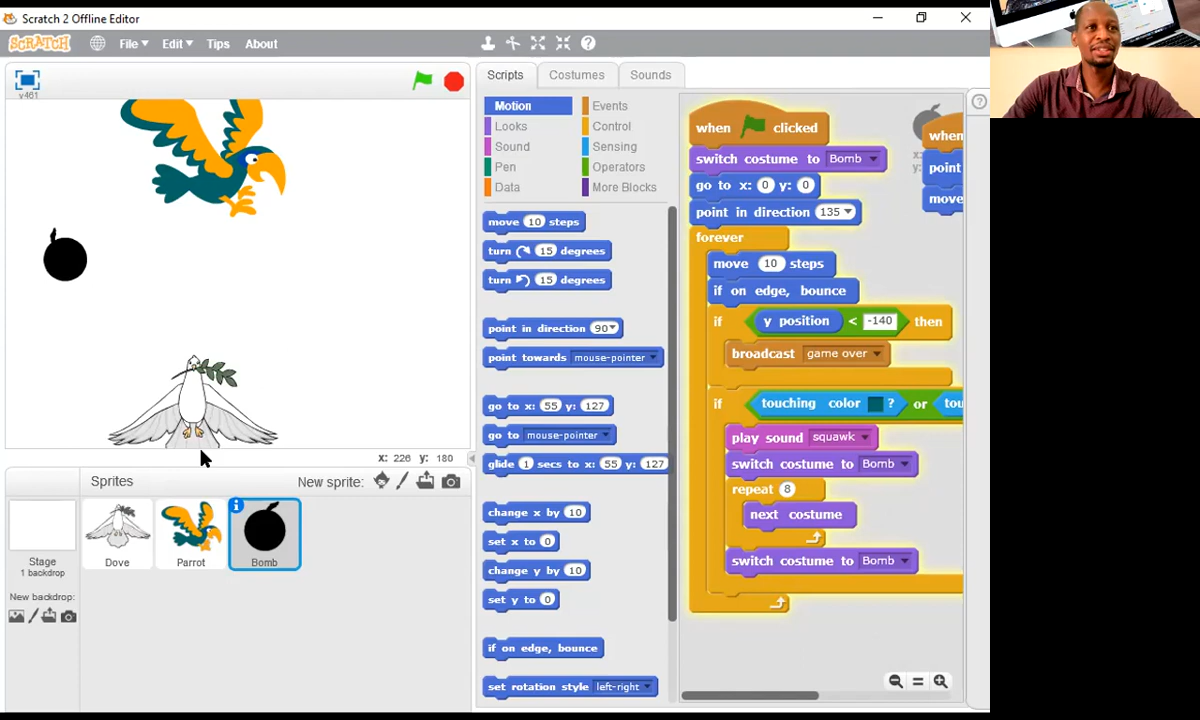 Scratch 2 Offline Editor
SCRATCH File Edit Tips About
v461
Scripts Costumes Sounds
Motion Events
Looks Control
Sound Sensing
Pen Operators
Data More Blocks
move 10 steps
turn 15 degrees
turn 15 degrees
point in direction 90
point towards mouse-pointer
go to x: 55 y: 127
go to mouse-pointer
glide 1 secs to x: 55 y: 127
change x by 10
set x to 0
change y by 10
set y to 0
if on edge, bounce
set rotation style left-right
when clicked
switch costume to Bomb
go to x: 0 y: 0
point in direction 135
forever
move 10 steps
if on edge, bounce
if y position < -140 then
broadcast game over
if touching color ? or tou
play sound squawk
switch costume to Bomb
repeat 8
next costume
switch costume to Bomb
x:
y:
when
point
move
x: 226 y: 180
Sprites New sprite:
Stage
1 backdrop
New backdrop:
Dove
Parrot
Bomb